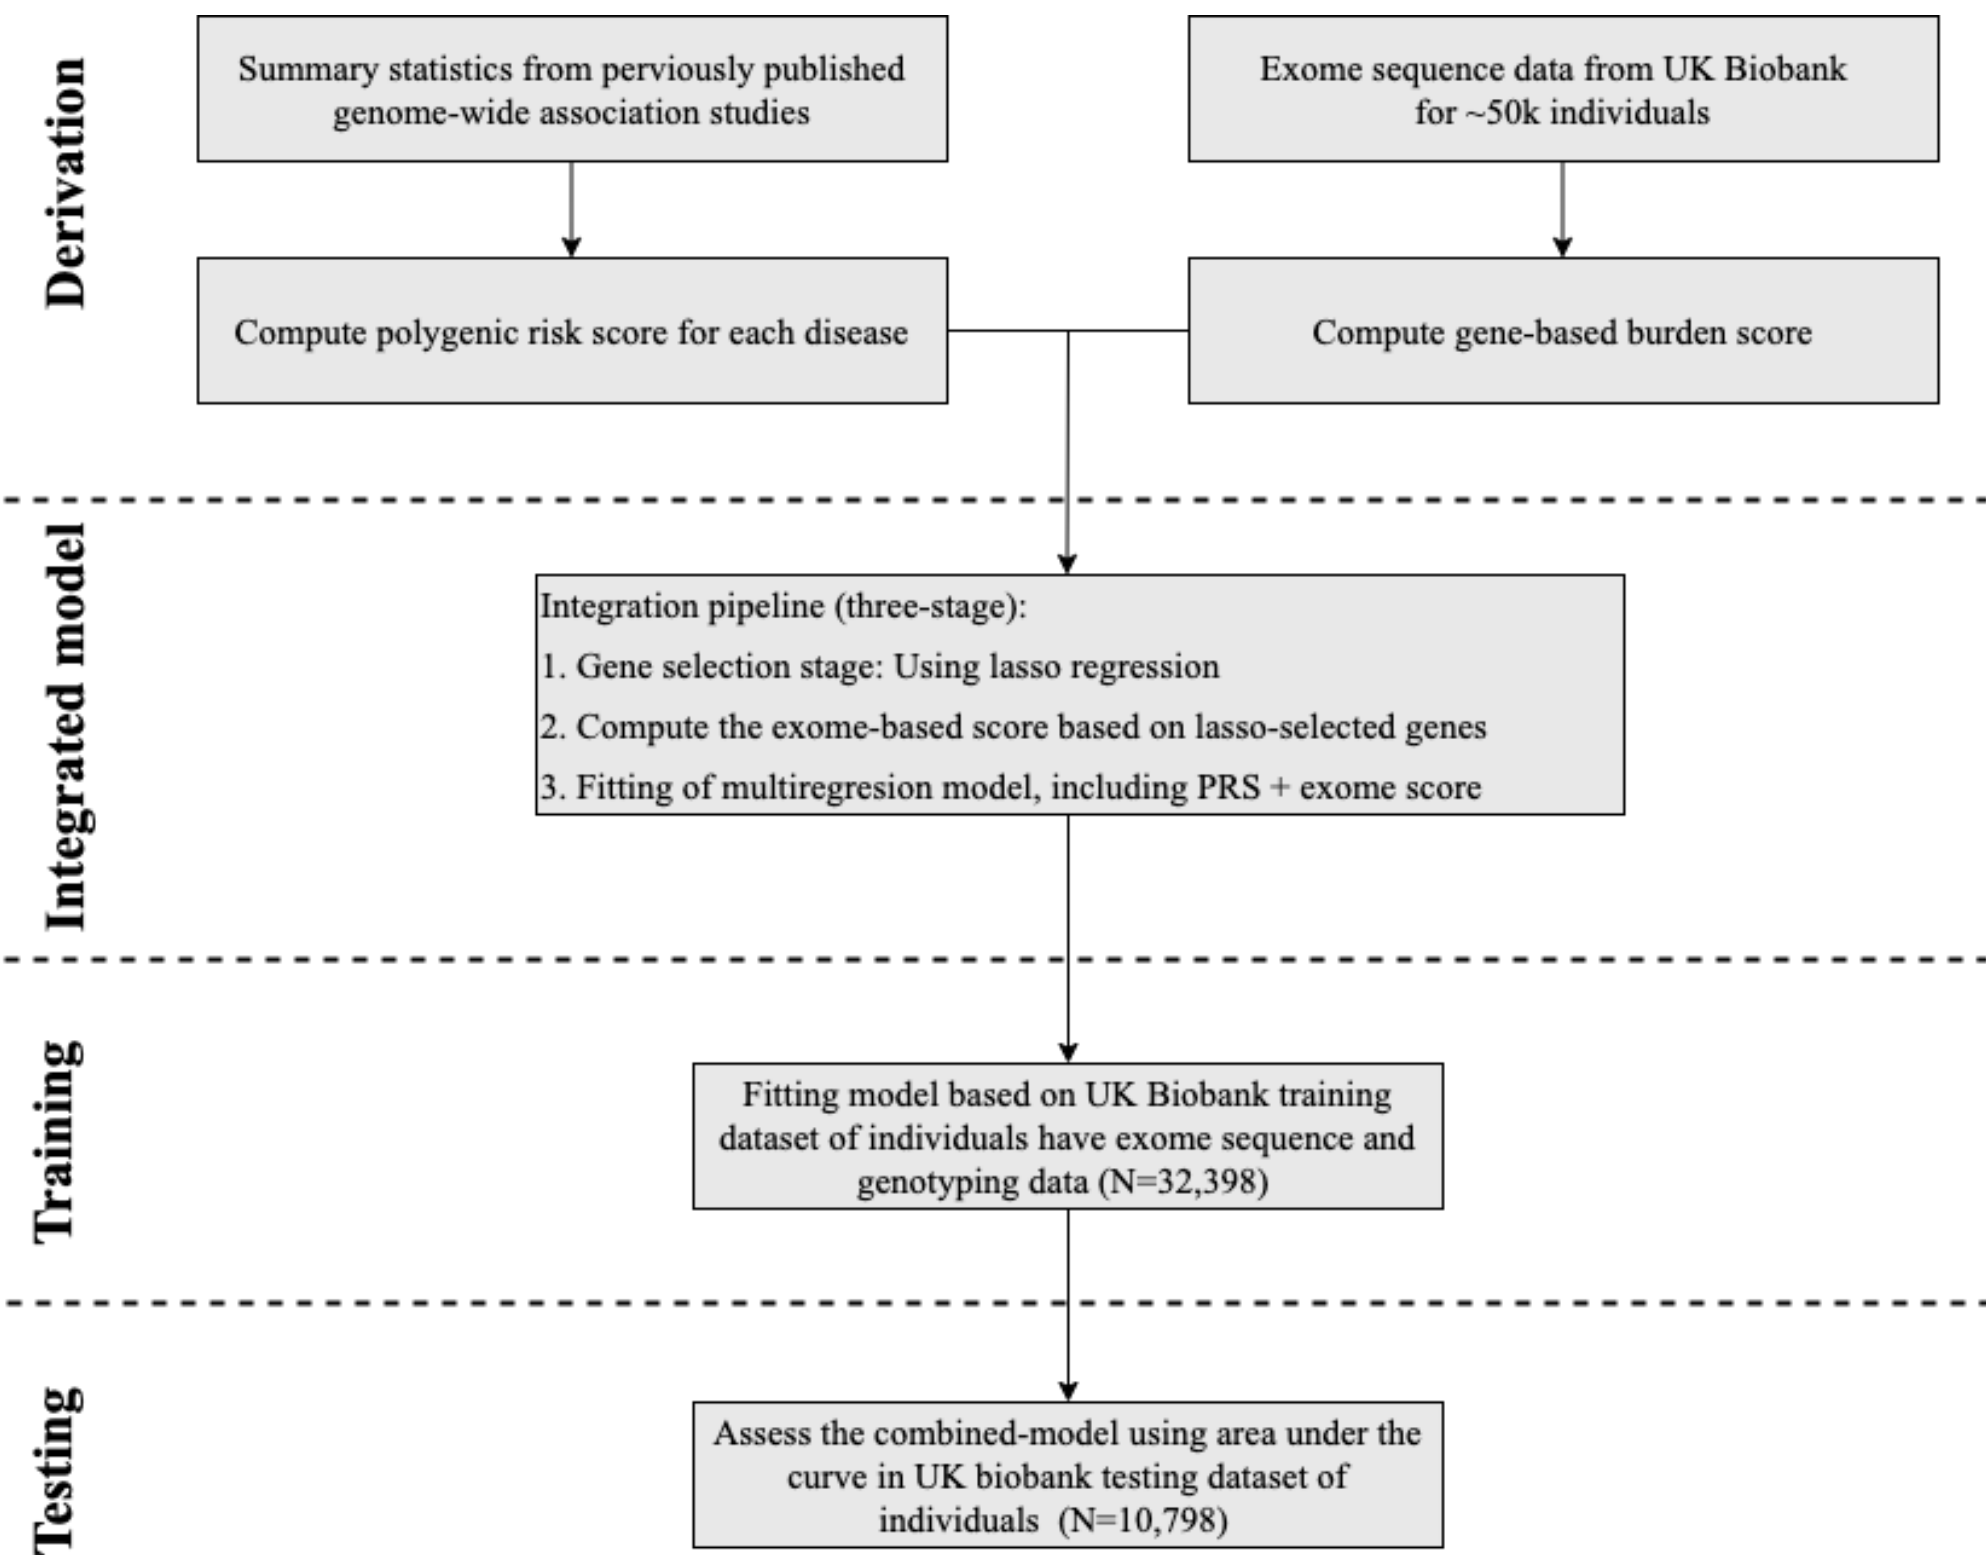 Derivation
Summary statistics from perviously published
genome-wide association studies
Exome sequence data from UK Biobank
for ~50k individuals
Compute polygenic risk score for each disease
Compute gene-based burden score
Integrated model
Integration pipeline (three-stage):
1. Gene selection stage: Using lasso regression
2. Compute the exome-based score based on lasso-selected genes
3. Fitting of multiregresion model, including PRS + exome score
Training
Fitting model based on UK Biobank training
dataset of individuals have exome sequence and
genotyping data (N=32,398)
Testing
Assess the combined-model using area under the
curve in UK biobank testing dataset of
individuals (N=10,798)